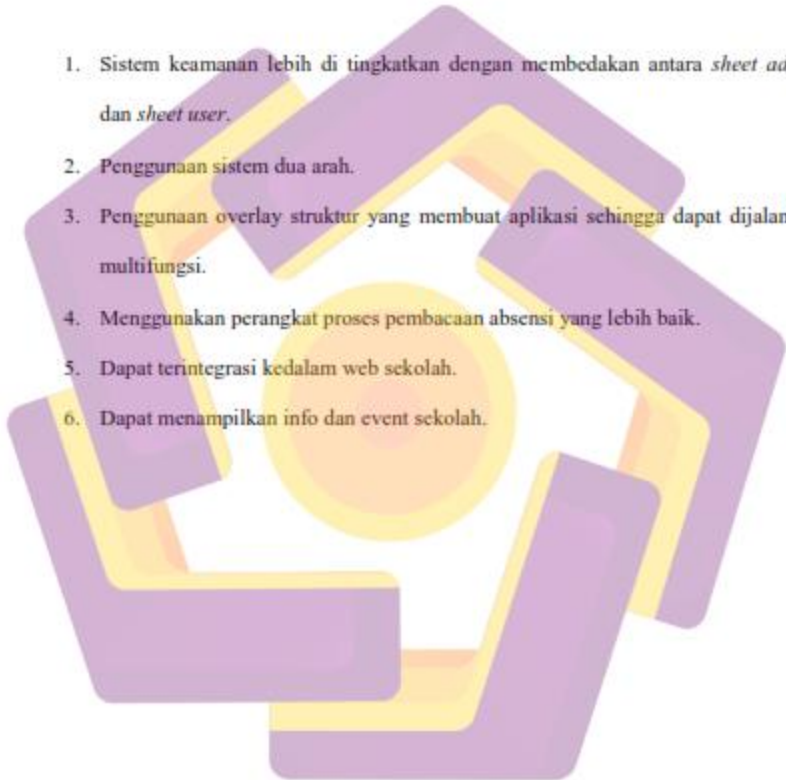 1. Sistem keamanan lebih di tingkatkan dengan membedakan antara sheet ad
dan sheet user.
2. Penggunaan sistem dua arah.
3. Penggunaan overlay struktur yang membuat aplikasi sehingga dapat dijalan
multifungsi.
4. Menggunakan perangkat proses pembacaan absensi yang lebih baik.
5. Dapat terintegrasi kedalam web sekolah.
6. Dapat menampilkan info dan event sekolah.